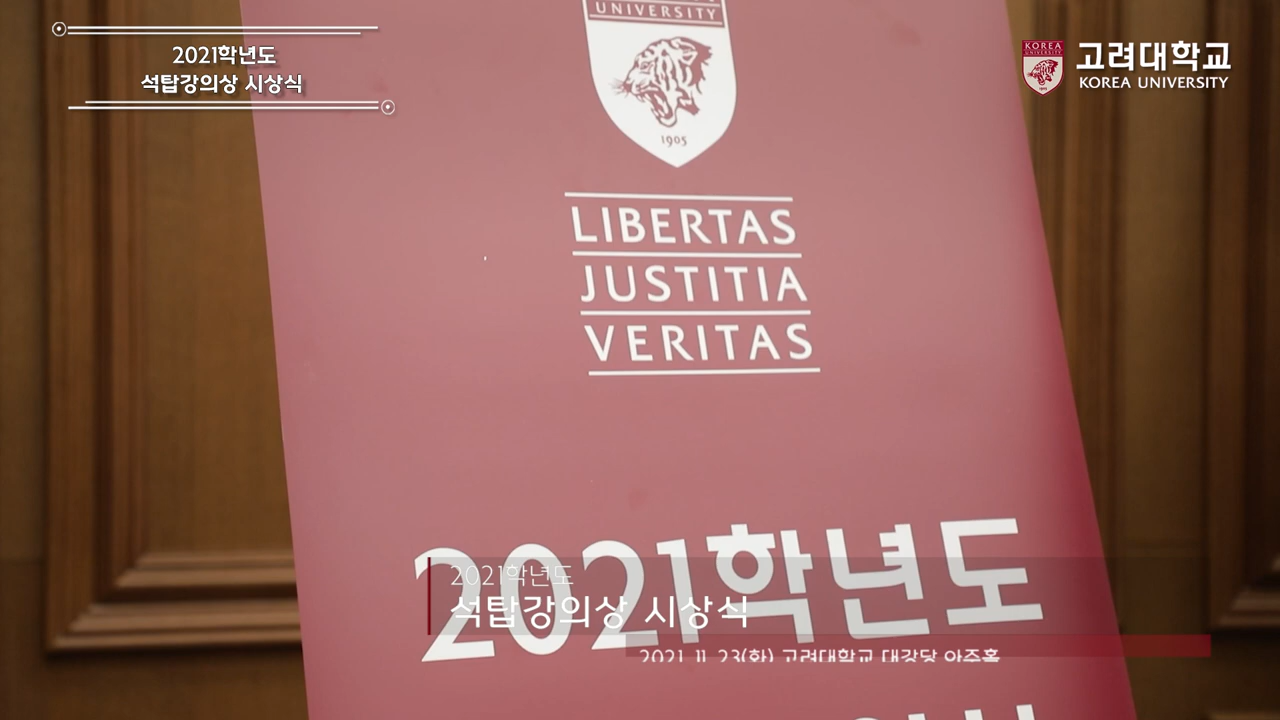 2021학년도
석탑강의상 시상식
KOREA
UNIVERSITY
1905
고려대학교
KOREA UNIVERSITY
UNIVERSITY
1905
LIBERTAS
JUSTITIA
VERITAS
2021학년도
2021학년도
석탑강의상 시상식
2021. 11. 23(화) 고려대학교 대강당 아주홀